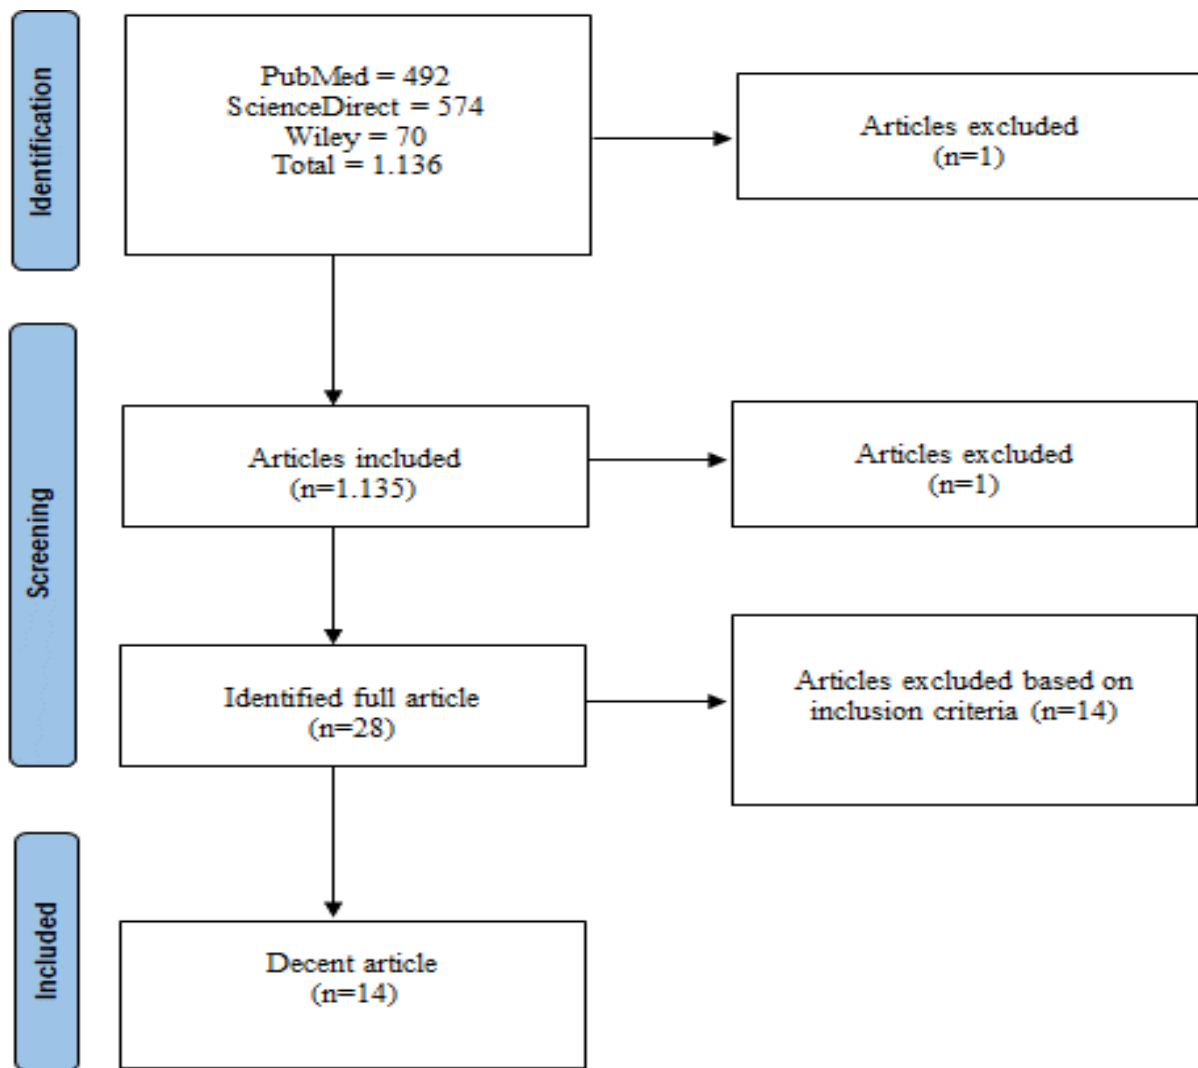 Identification
PubMed = 492
ScienceDirect = 574
Wiley = 70
Total = 1.136
Articles excluded
(n=1)
Screening
Articles included
(n=1.135)
Articles excluded
(n=1)
Identified full article
(n=28)
Articles excluded based on
inclusion criteria (n=14)
Included
Decent article
(n=14)